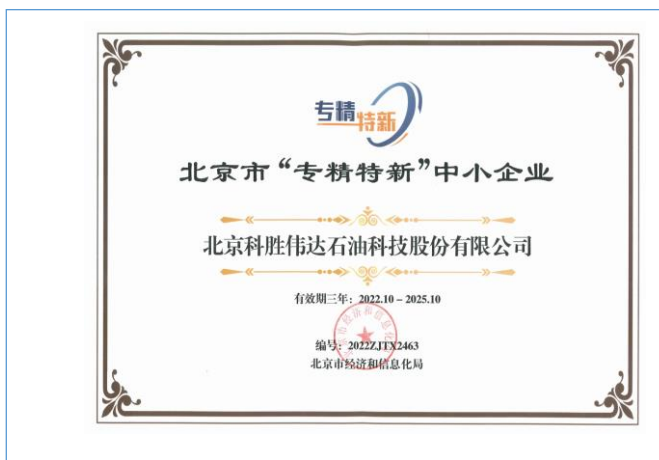 专精
特新
北京市“专精特新”中小企业
北京科胜伟达石油科技股份有限公司
有效期三年：2022.10 – 2025.10
编号：2022ZJTX2463
北京市经济和信息化局